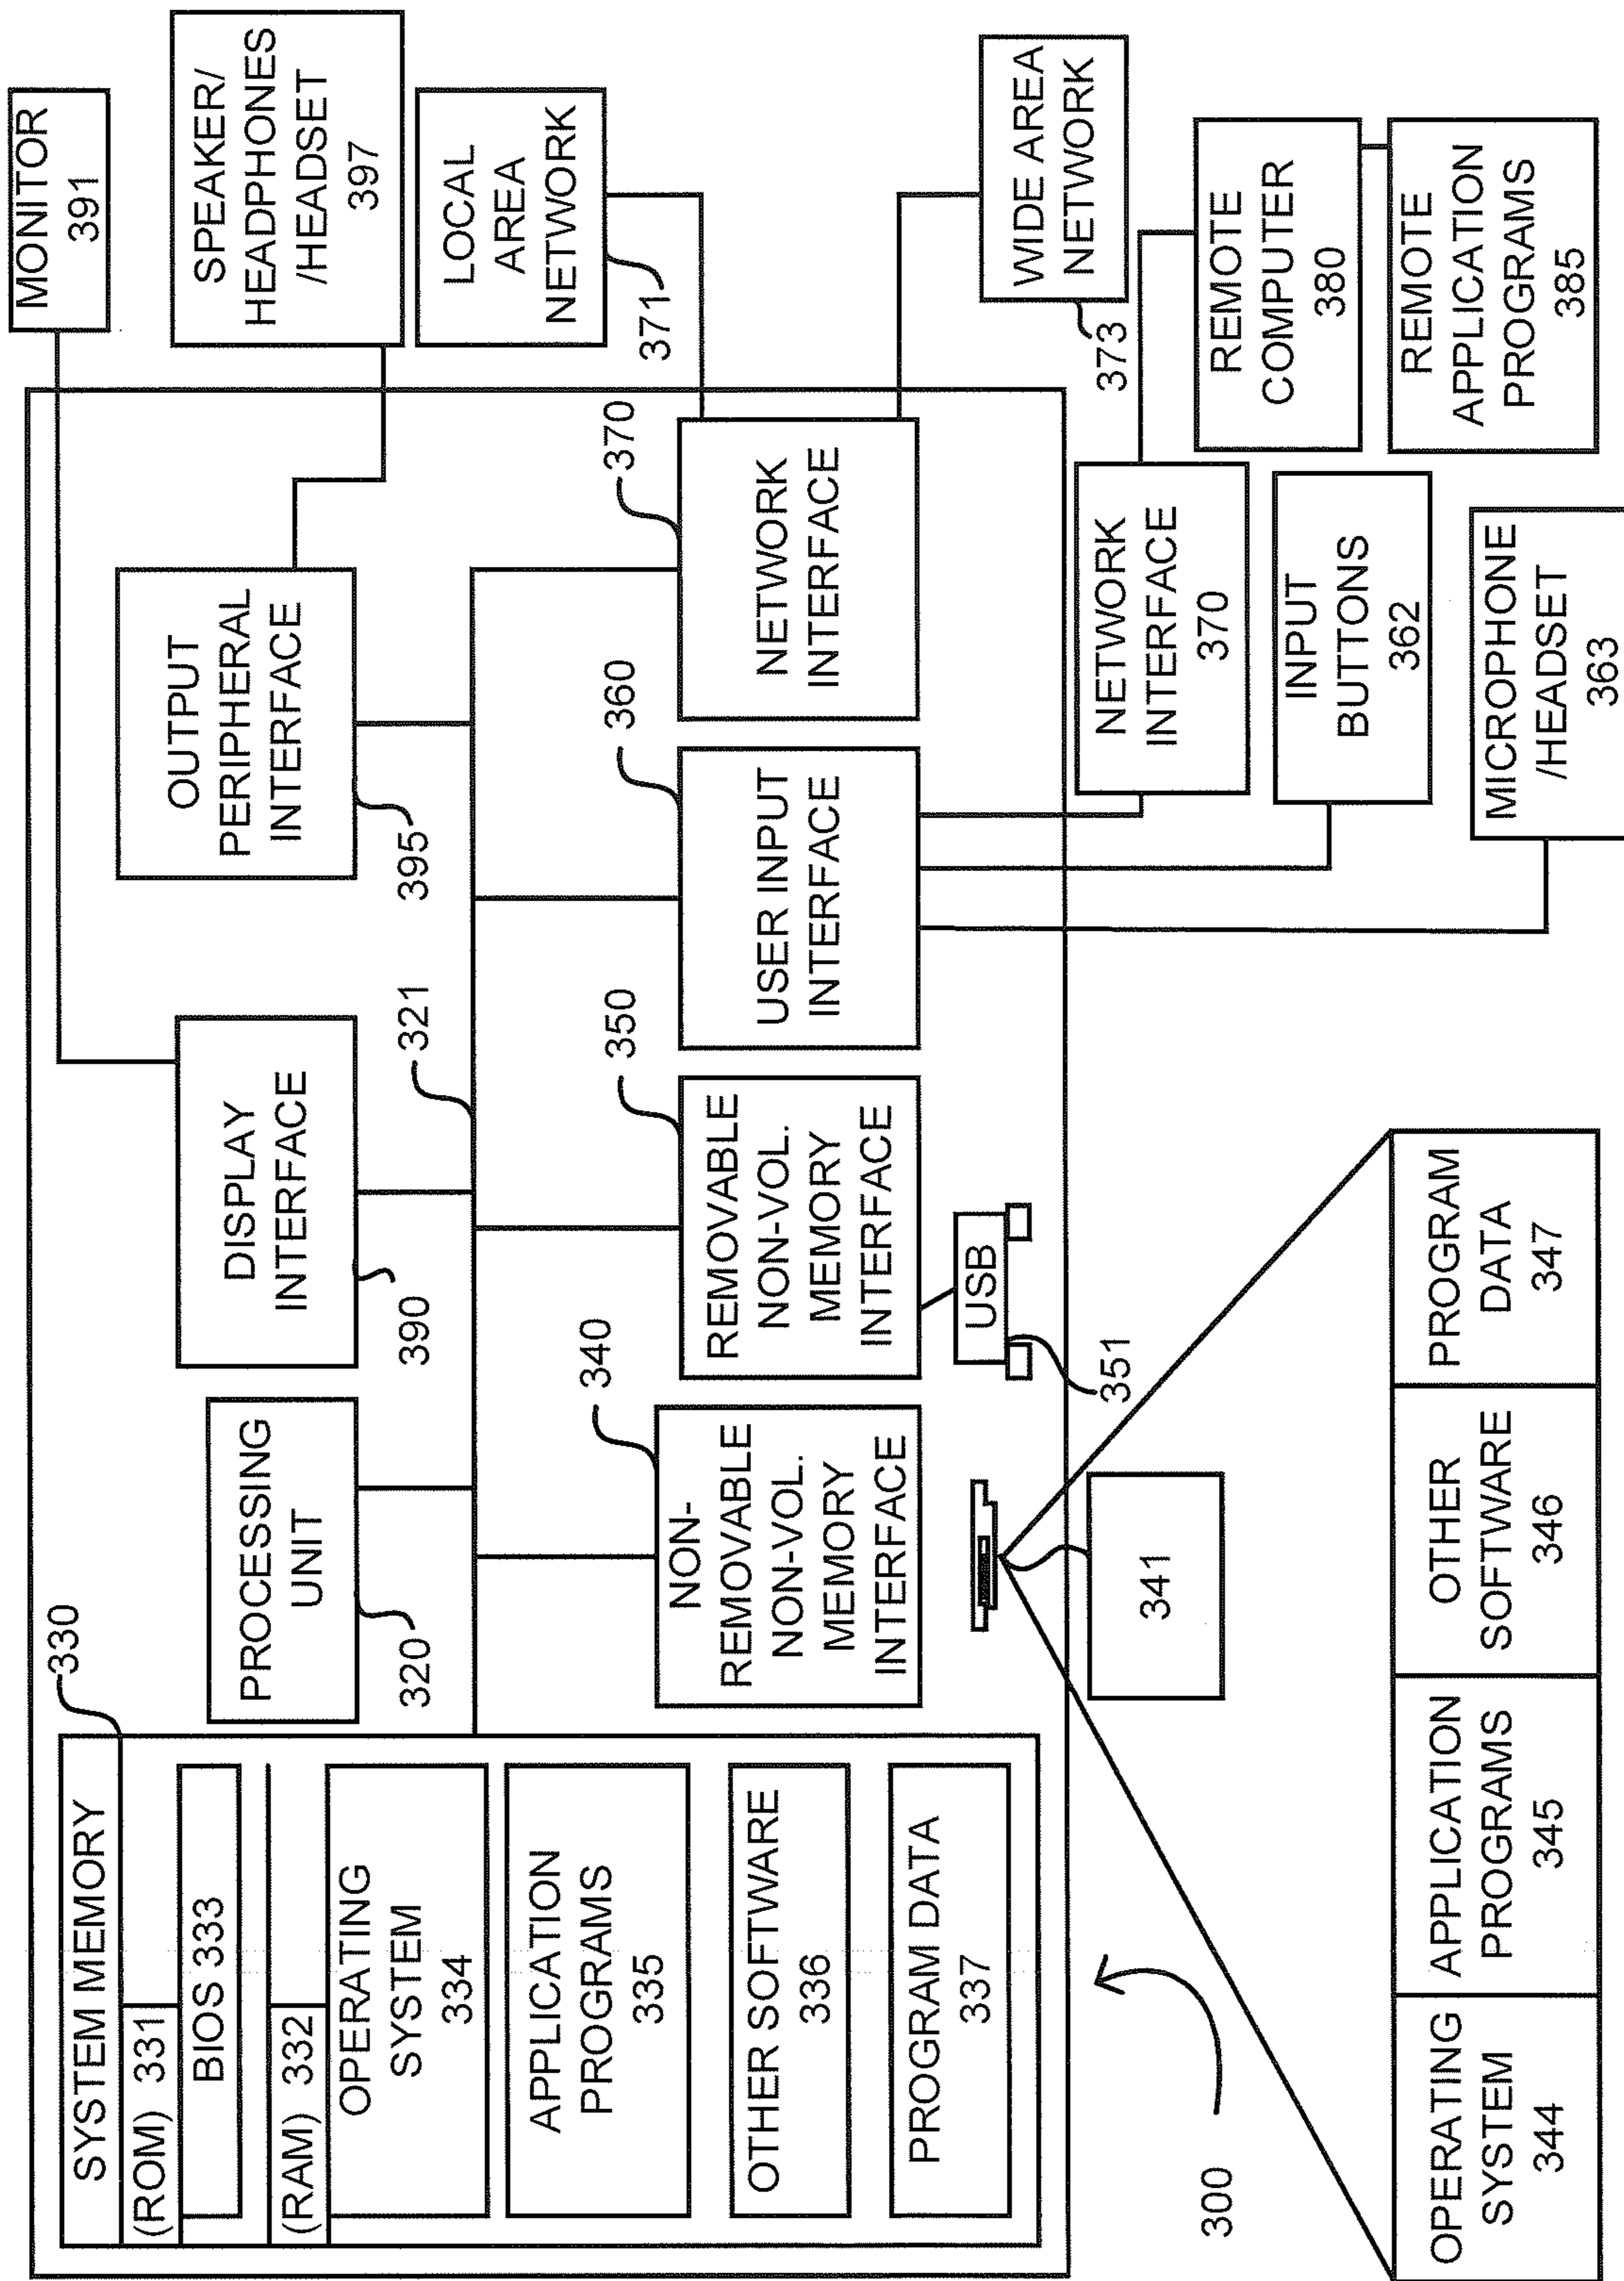 SYSTEM MEMORY
(ROM) 331
BIOS 333
(RAM) 332
OPERATING
SYSTEM
334
APPLICATION
PROGRAMS
335
OTHER SOFTWARE
336
PROGRAM DATA
337
330
PROCESSING
UNIT
320
DISPLAY
INTERFACE
390
321
OUTPUT
PERIPHERAL
INTERFACE
395
MONITOR
391
SPEAKER/
HEADPHONES
/HEADSET
397
LOCAL
AREA
NETWORK
371
340
NON-
REMOVABLE
NON-VOL.
MEMORY
INTERFACE
350
REMOVABLE
NON-VOL.
MEMORY
INTERFACE
360
USER INPUT
INTERFACE
370
NETWORK
INTERFACE
USB
351
341
WIDE AREA
NETWORK
373
NETWORK
INTERFACE
370
REMOTE
COMPUTER
380
INPUT
BUTTONS
362
REMOTE
APPLICATION
PROGRAMS
385
MICROPHONE
/HEADSET
363
300
OPERATING
SYSTEM
344
APPLICATION
PROGRAMS
345
OTHER
SOFTWARE
346
PROGRAM
DATA
347